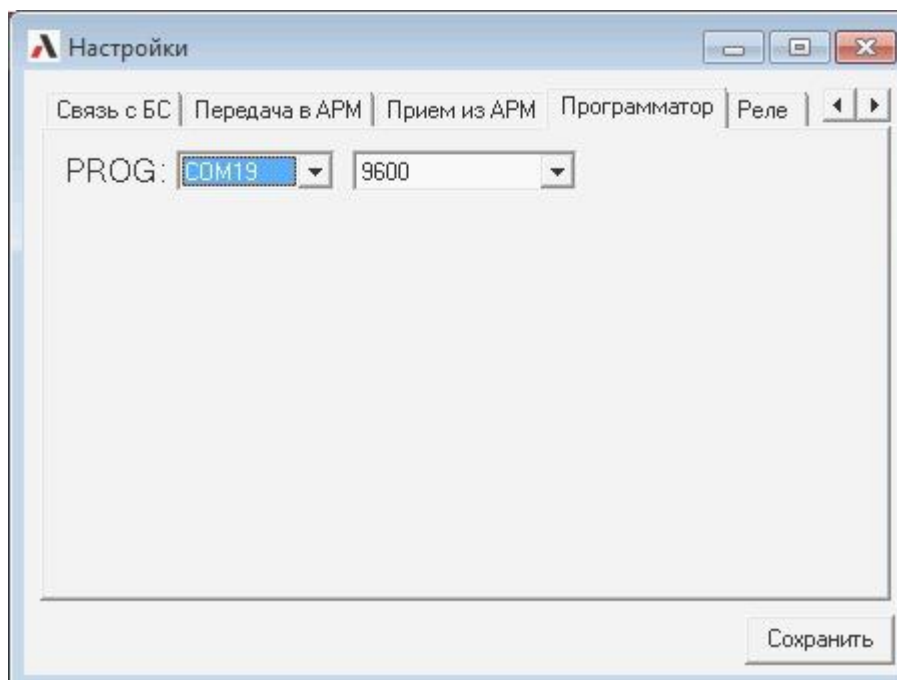 Настройки
Связь с БС Передача в АРМ Прием из АРМ Программатор Реле
PROG: COM19 9600
Сохранить